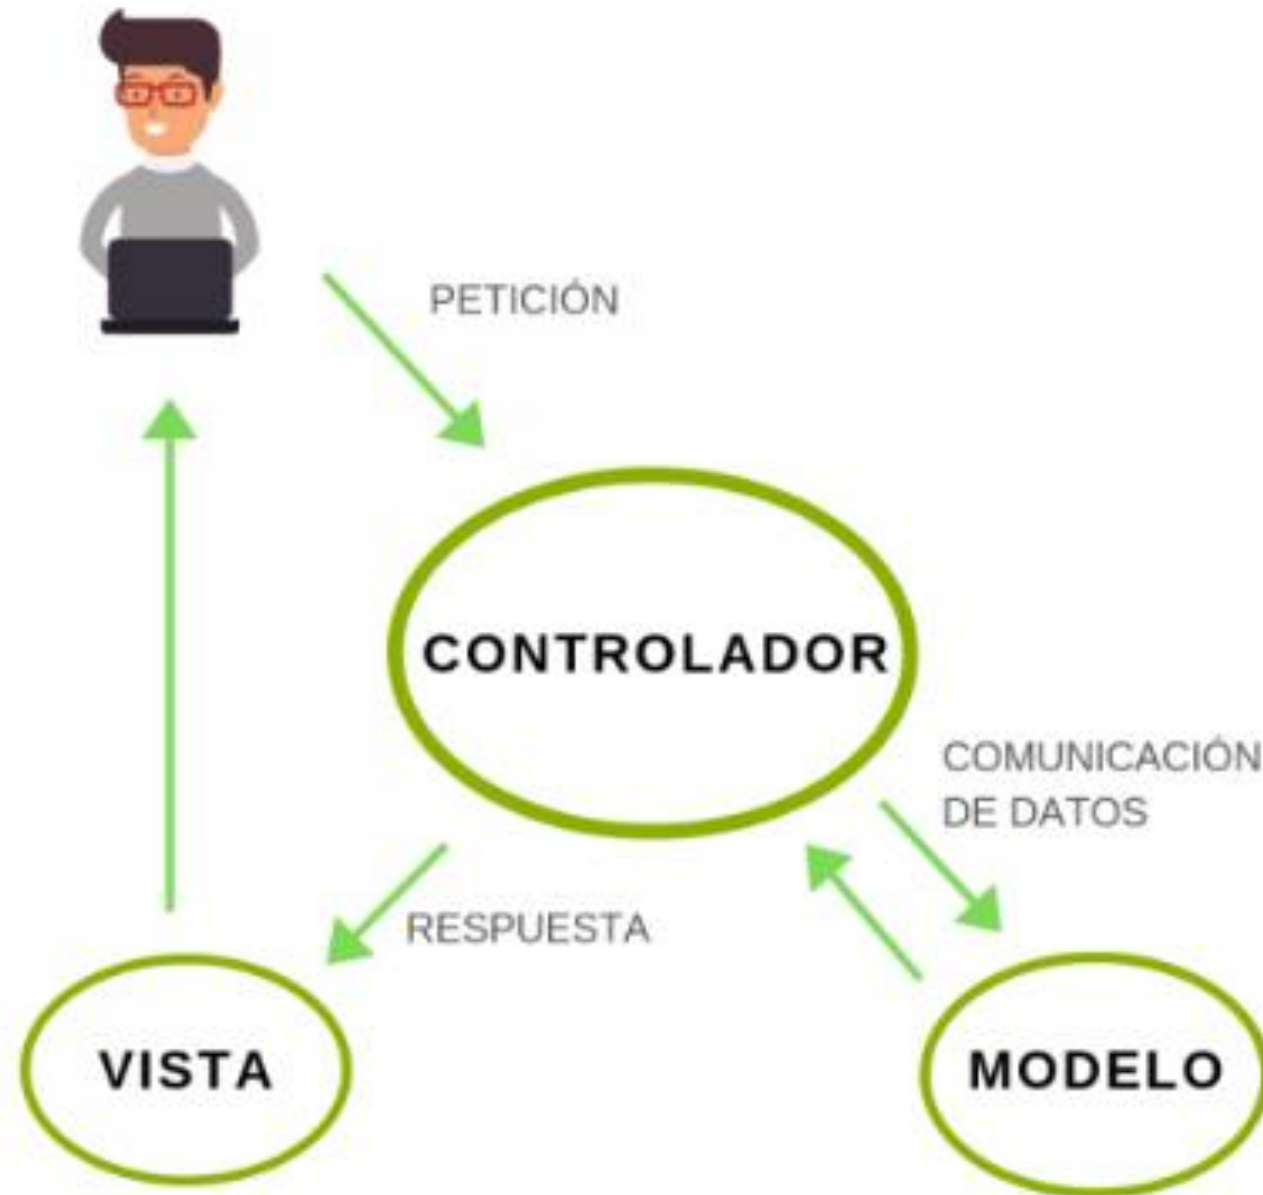 PETICIÓN
CONTROLADOR
COMUNICACIÓN
DE DATOS
RESPUESTA
VISTA
MODELO